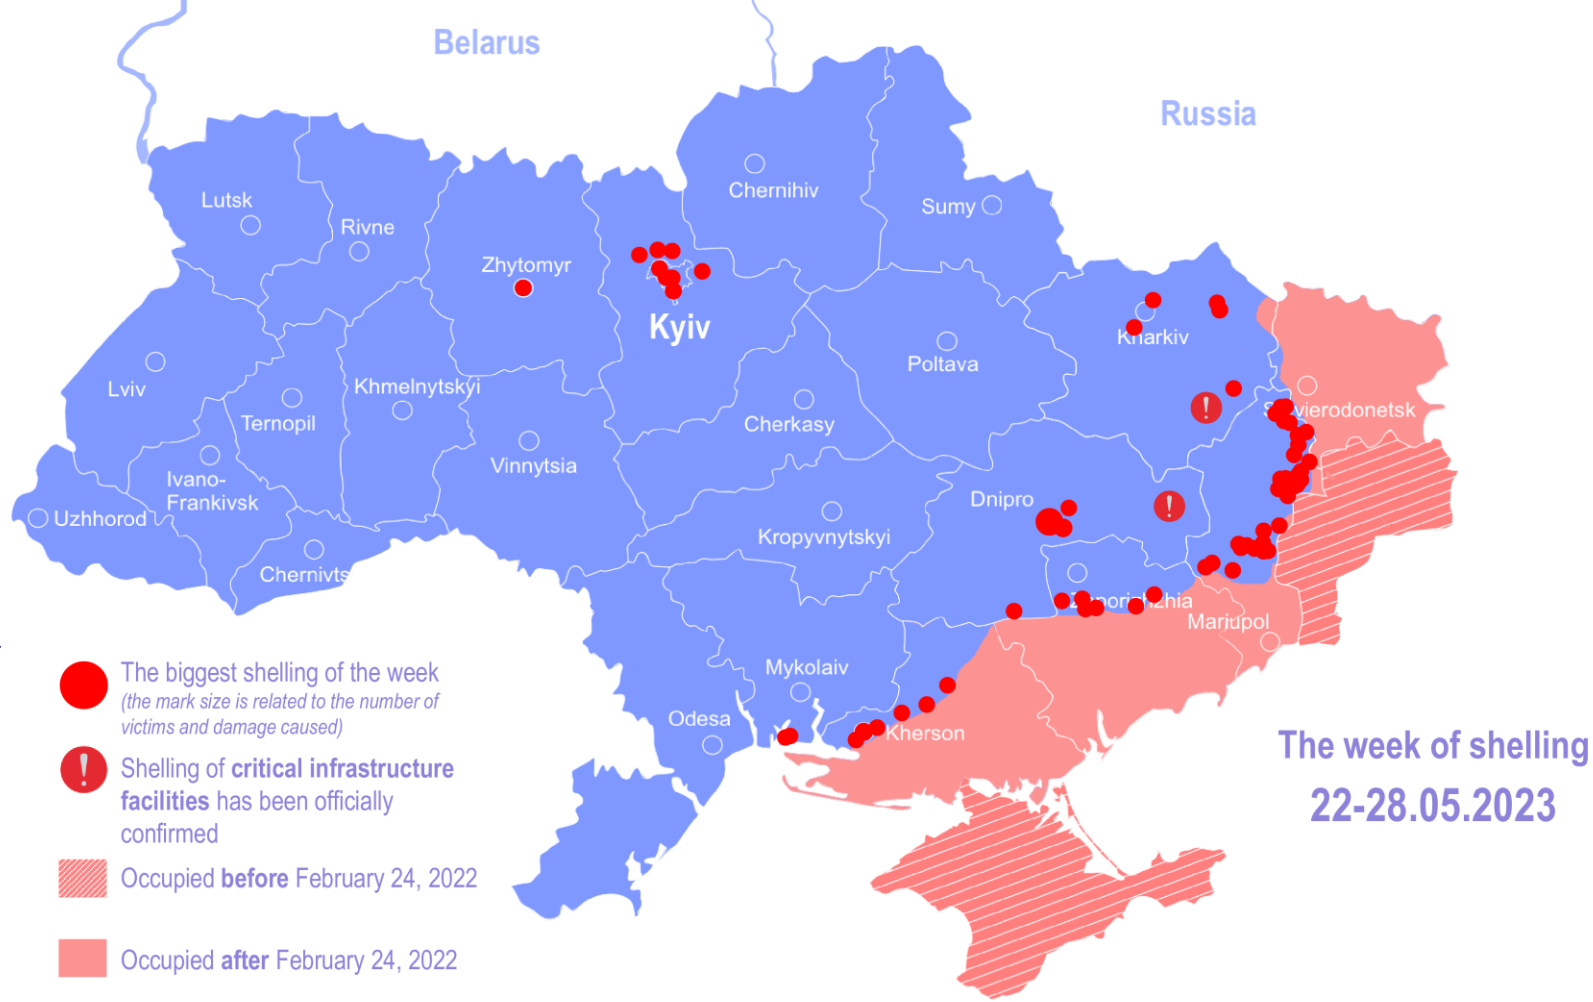 Belarus
Russia
Chernihiv
Lutsk
Sumy
Rivne
Zhytomyr
Kyiv
Kharkiv
Poltava
Lviv
Khmelnytskyi
Ternopil
Cherkasy
Sievierodonetsk
Vinnytsia
Ivano-
Frankivsk
Dnipro
Uzhhorod
Kropyvnytskyi
Chernivts
Zaporizhzhia
Mariupol
Mykolaiv
Odesa
Kherson
The biggest shelling of the week
(the mark size is related to the number of
victims and damage caused)
Shelling of critical infrastructure
facilities has been officially
confirmed
Occupied before February 24, 2022
Occupied after February 24, 2022
The week of shelling
22-28.05.2023